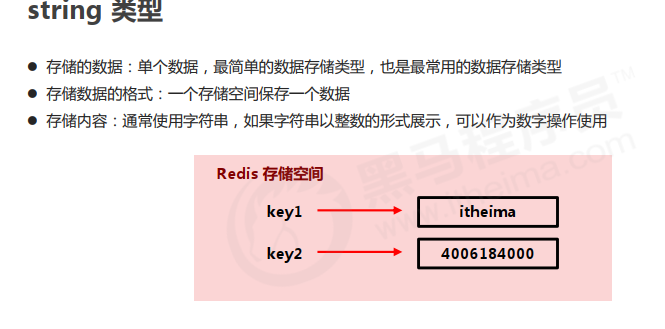 string 类型
● 存储的数据：单个数据，最简单的数据存储类型，也是最常用的数据存储类型
● 存储数据的格式：一个存储空间保存一个数据
● 存储内容：通常使用字符串，如果字符串以整数的形式展示，可以作为数字操作使用
Redis 存储空间
key1 itheima
key2 4006184000
黑马程序员™
www.itheima.com